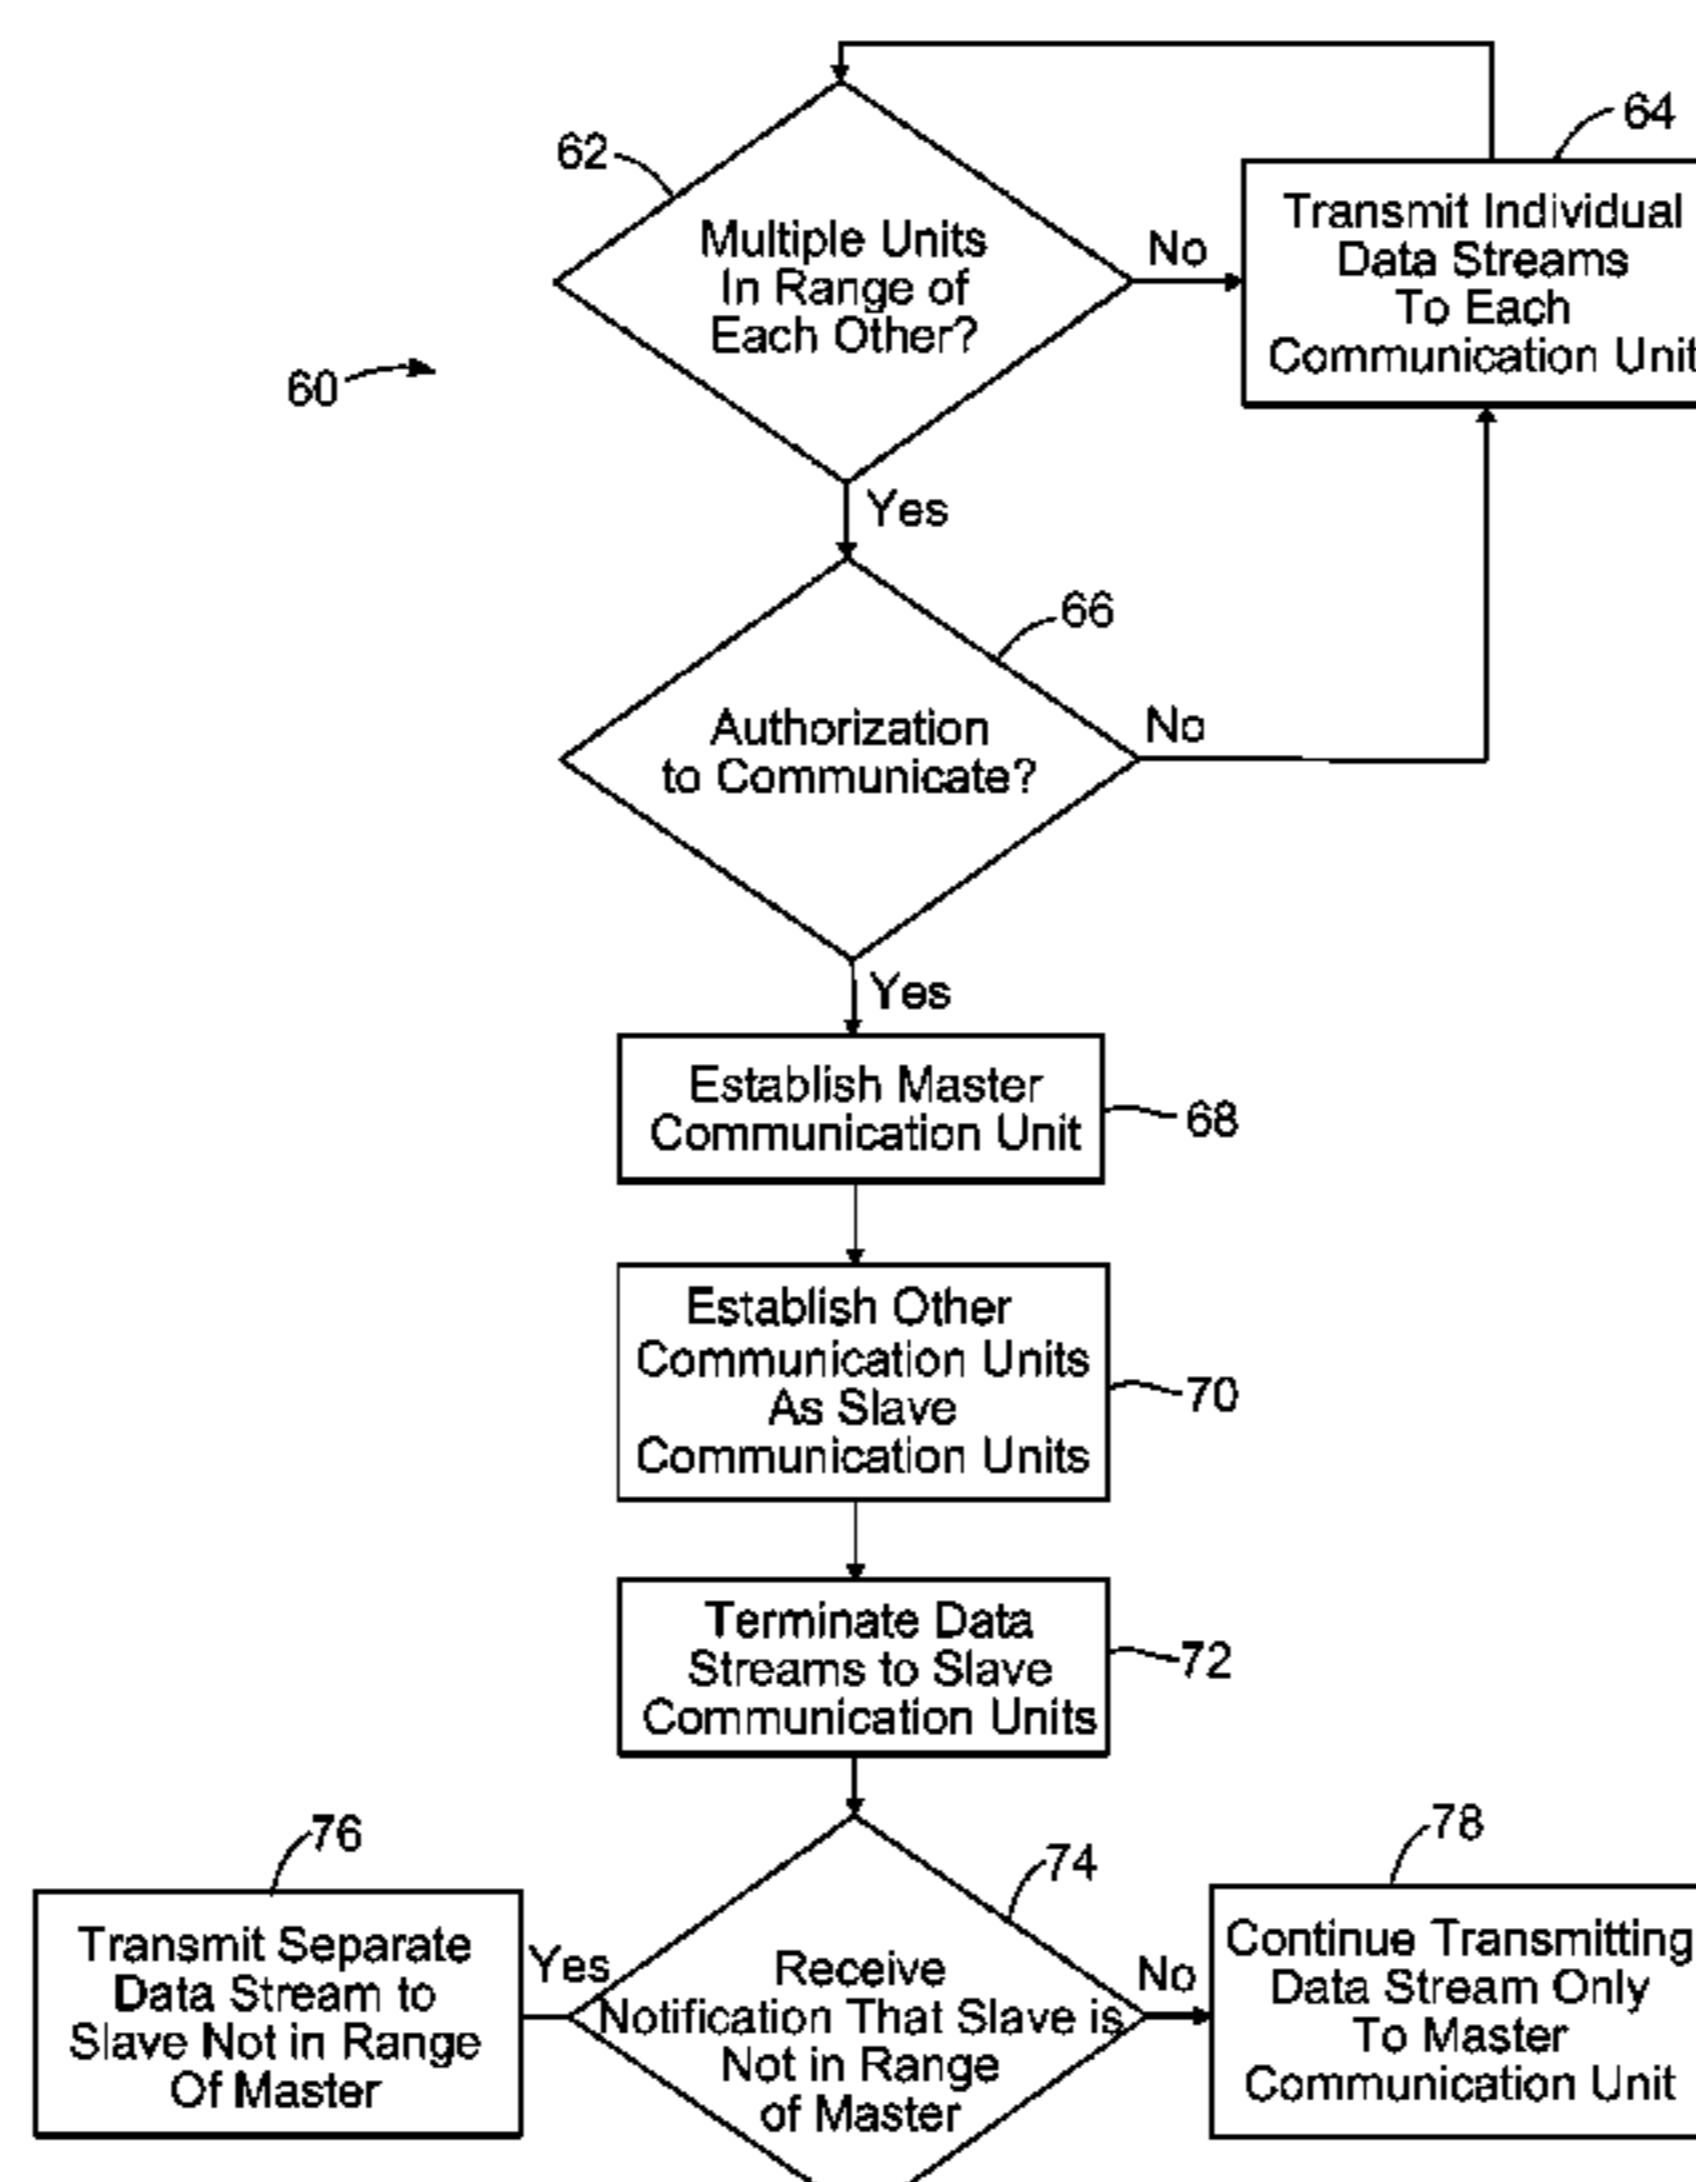 62
Multiple Units
In Range of
Each Other?
No
64
Transmit Individual
Data Streams
To Each
Communication Unit
60
Yes
66
Authorization
to Communicate?
No
Yes
Establish Master
Communication Unit
68
Establish Other
Communication Units
As Slave
Communication Units
70
Terminate Data
Streams to Slave
Communication Units
72
76
Transmit Separate
Data Stream to
Slave Not in Range
Of Master
Yes
74
Receive
Notification That Slave is
Not in Range
of Master
No
78
Continue Transmitting
Data Stream Only
To Master
Communication Unit